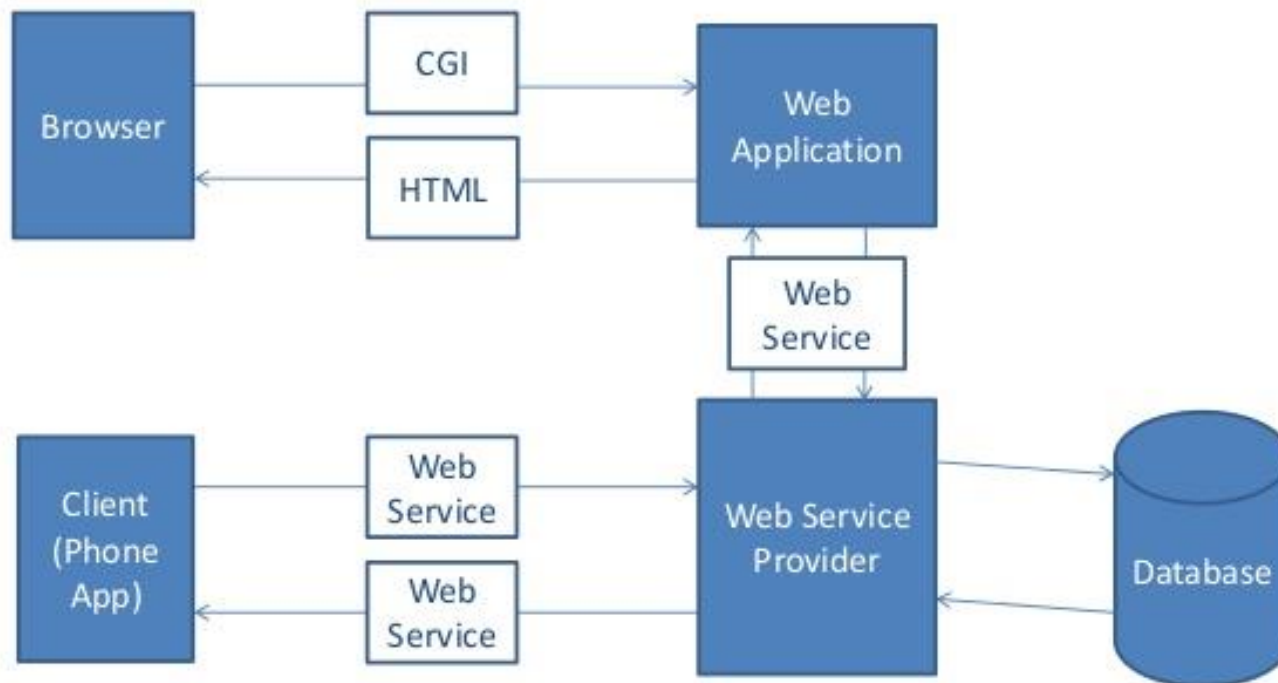 Browser
CGI
HTML
Web
Application
Web
Service
Client
(Phone
App)
Web
Service
Web
Service
Web Service
Provider
Database